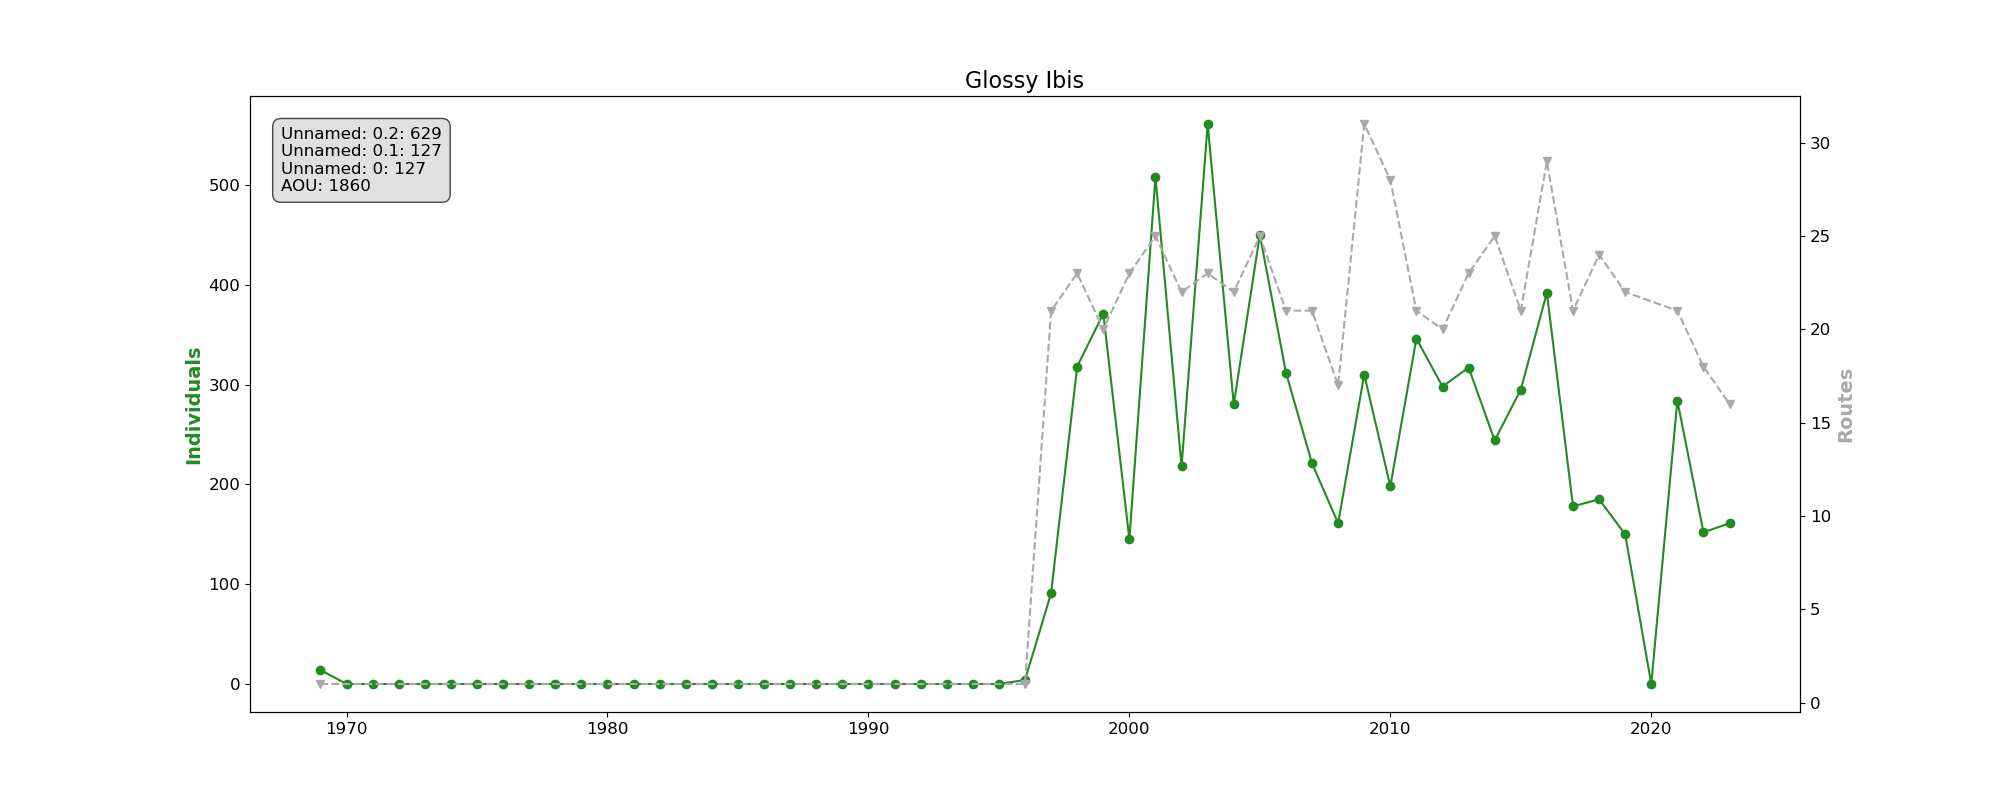 Glossy Ibis
Unnamed: 0.2: 629
Unnamed: 0.1: 127
Unnamed: 0: 127
AOU: 1860
Individuals
500
400
300
200
100
0
Routes
30
25
20
15
10
5
0
1970 1980 1990 2000 2010 2020